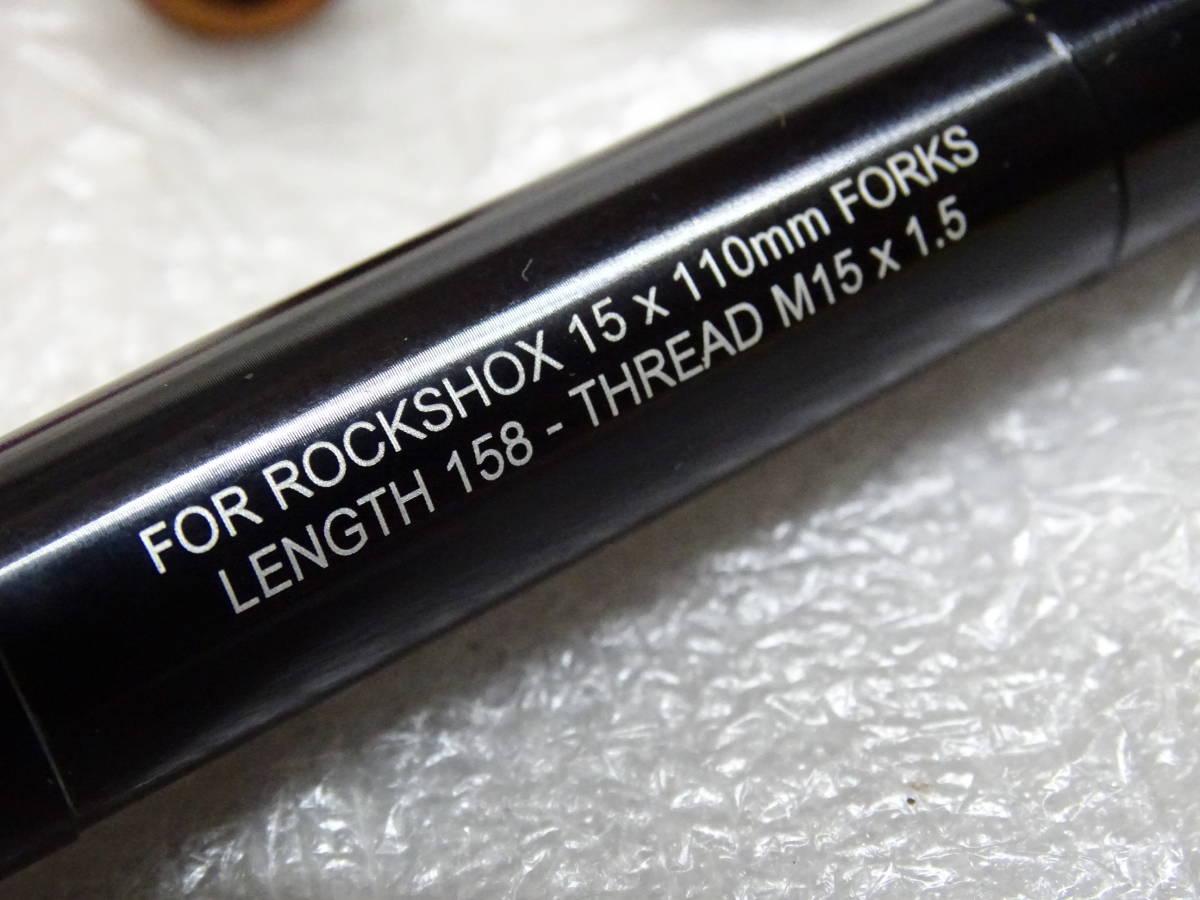 FOR ROCKSHOX 15 x 110mm FORKS
LENGTH 158 - THREAD M15 x 1.5